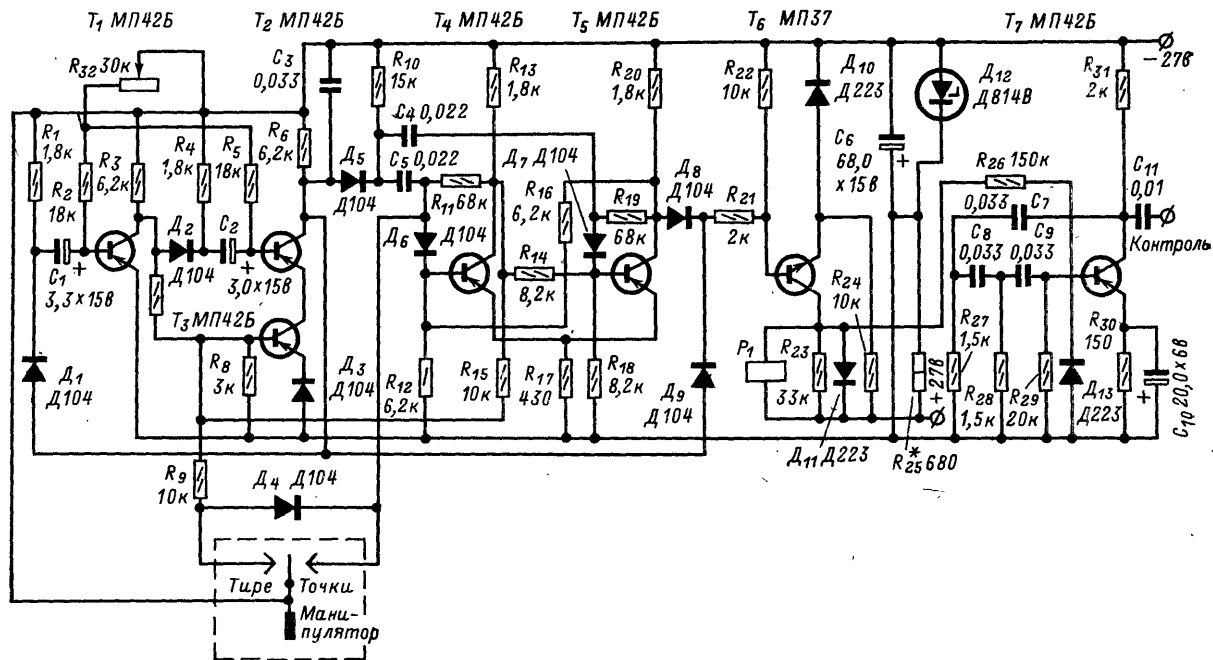 T₁ МП42Б
T₂ МП42Б
T₄ МП42Б
T₅ МП42Б
T₆ МП37
T₇ МП42Б
R₃₂ 30к
C₃
0,033
R₁₀
15к
R₁₃
1,8к
R₂₀
1,8к
R₂₂
10к
Д₁₀
Д223
Д₁₂
Д814В
R₃₁
2к
−27В
R₁
1,8к
R₂
18к
R₃
6,2к
R₄
1,8к
R₅
18к
R₆
6,2к
Д₅
Д104
C₄ 0,022
C₅ 0,022
R₁₁ 68к
Д₇ Д104
R₁₆
6,2к
R₁₉
68к
Д₈
Д104
R₂₁
2к
C₆
68,0
×15В
+
R₂₆ 150к
0,033
C₇
C₈
0,033
C₉
0,033
C₁₁
0,01
Контроль
C₁
+
3,3×15В
Д₂
Д104
C₂
+
3,0×15В
Д₆
Д104
R₁₄
8,2к
R₂₄
10к
T₃ МП42Б
R₈
3к
Д₃
Д104
R₁₂
6,2к
R₁₅
10к
R₁₇
430
R₁₈
8,2к
Д₉
Д104
P₁
R₂₃
33к
Д₁₁ Д223
+ 27В
R₂₅* 680
R₂₇
1,5к
R₂₈
1,5к
R₂₉
20к
Д₁₃
Д223
R₃₀
150
+
C₁₀ 20,0×6В
Д₁
Д104
R₉
10к
Д₄ Д104
Тире
Точки
Мани-
пулятор